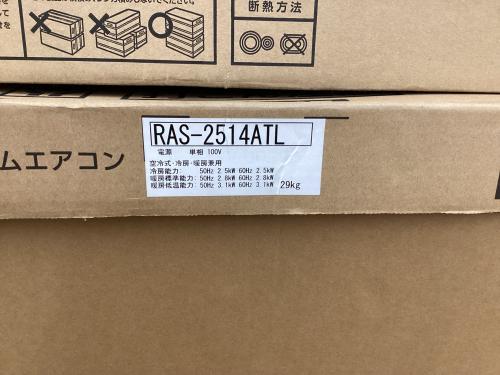 断熱方法
RAS-2514ATL
電源 単相 100V
ムエアコン
空冷式・冷房・暖房兼用
冷房能力: 50Hz 2.5kW 60Hz 2.5kW
暖房標準能力: 50Hz 2.8kW 60Hz 2.8kW
暖房低温能力: 50Hz 3.1kW 60Hz 3.1kW 29kg